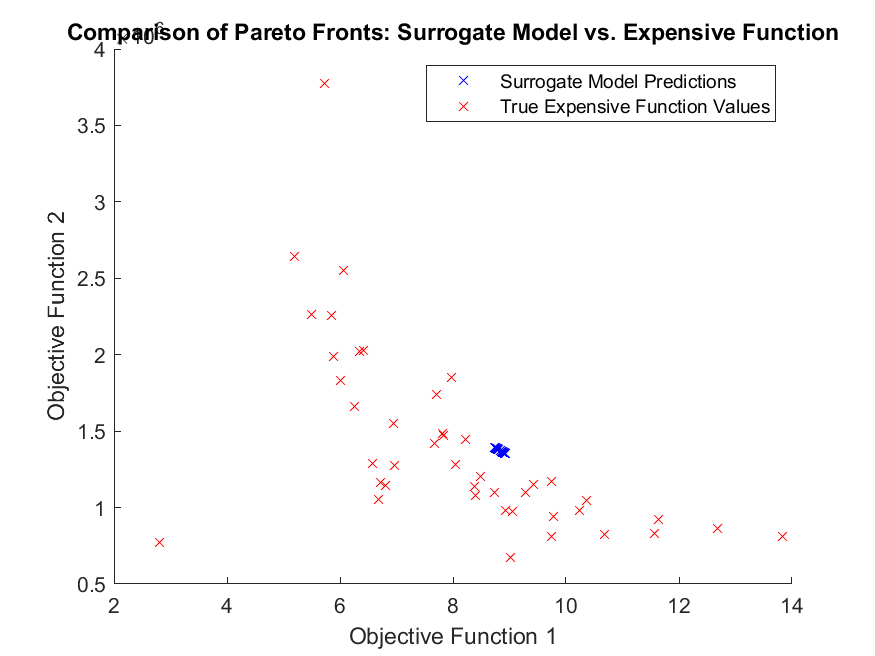 Comparison of Pareto Fronts: Surrogate Model vs. Expensive Function
×10^6
Surrogate Model Predictions
True Expensive Function Values
4
3.5
3
2.5
2
1.5
1
0.5
Objective Function 2
2 4 6 8 10 12 14
Objective Function 1